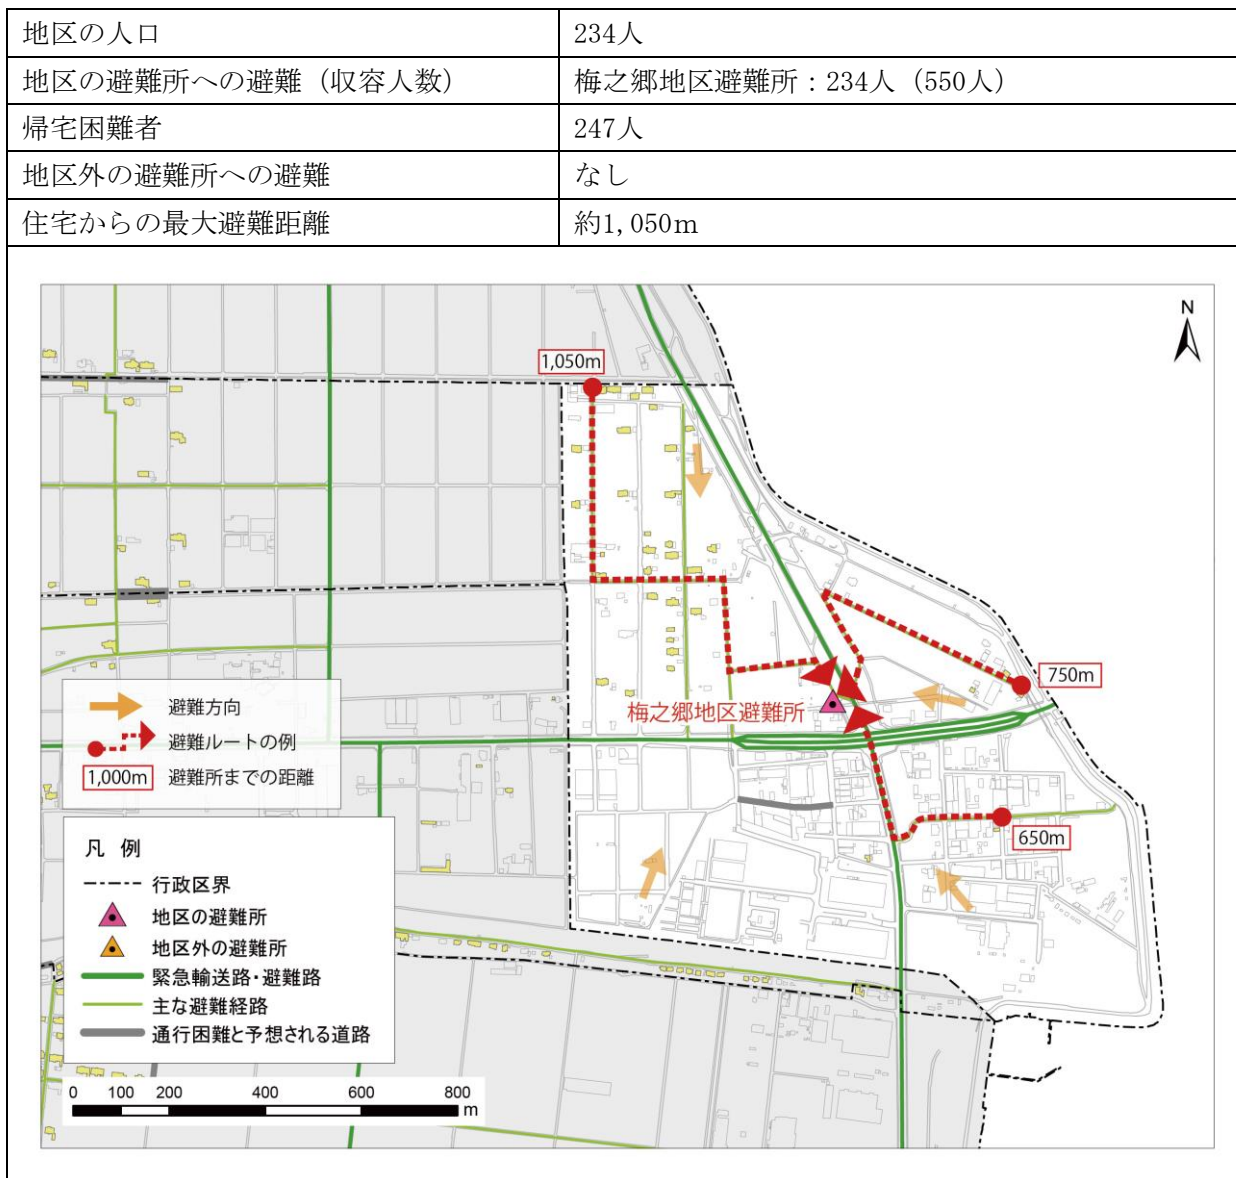 地区の人口 234人
地区の避難所への避難（収容人数） 梅之郷地区避難所：234人（550人）
帰宅困難者 247人
地区外の避難所への避難 なし
住宅からの最大避難距離 約1,050m
N
1,050m
750m
梅之郷地区避難所
650m
避難方向
避難ルートの例
1,000m 避難所までの距離
凡 例
行政区界
地区の避難所
地区外の避難所
緊急輸送路・避難路
主な避難経路
通行困難と予想される道路
0 100 200 400 600 800
m